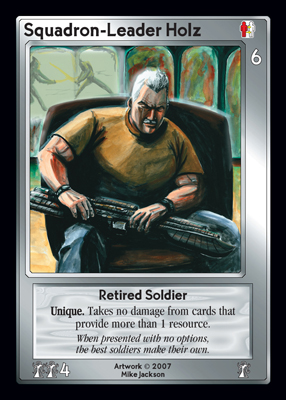 Squadron-Leader Holz
6
Retired Soldier
Unique. Takes no damage from cards that
provide more than 1 resource.
When presented with no options,
the best soldiers make their own.
4
Artwork © 2007
Mike Jackson